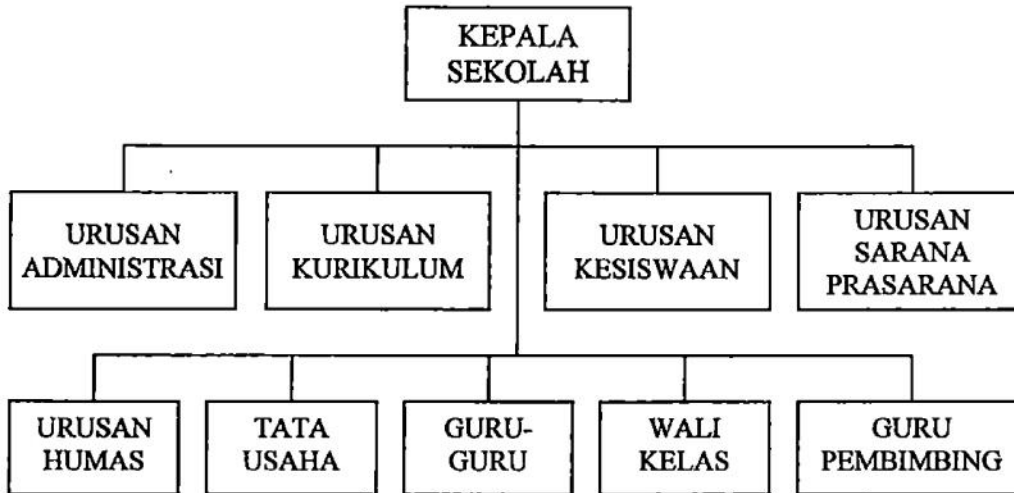 KEPALA
SEKOLAH
URUSAN
ADMINISTRASI
URUSAN
KURIKULUM
URUSAN
KESISWAAN
URUSAN
SARANA
PRASARANA
URUSAN
HUMAS
TATA
USAHA
GURU-
GURU
WALI
KELAS
GURU
PEMBIMBING